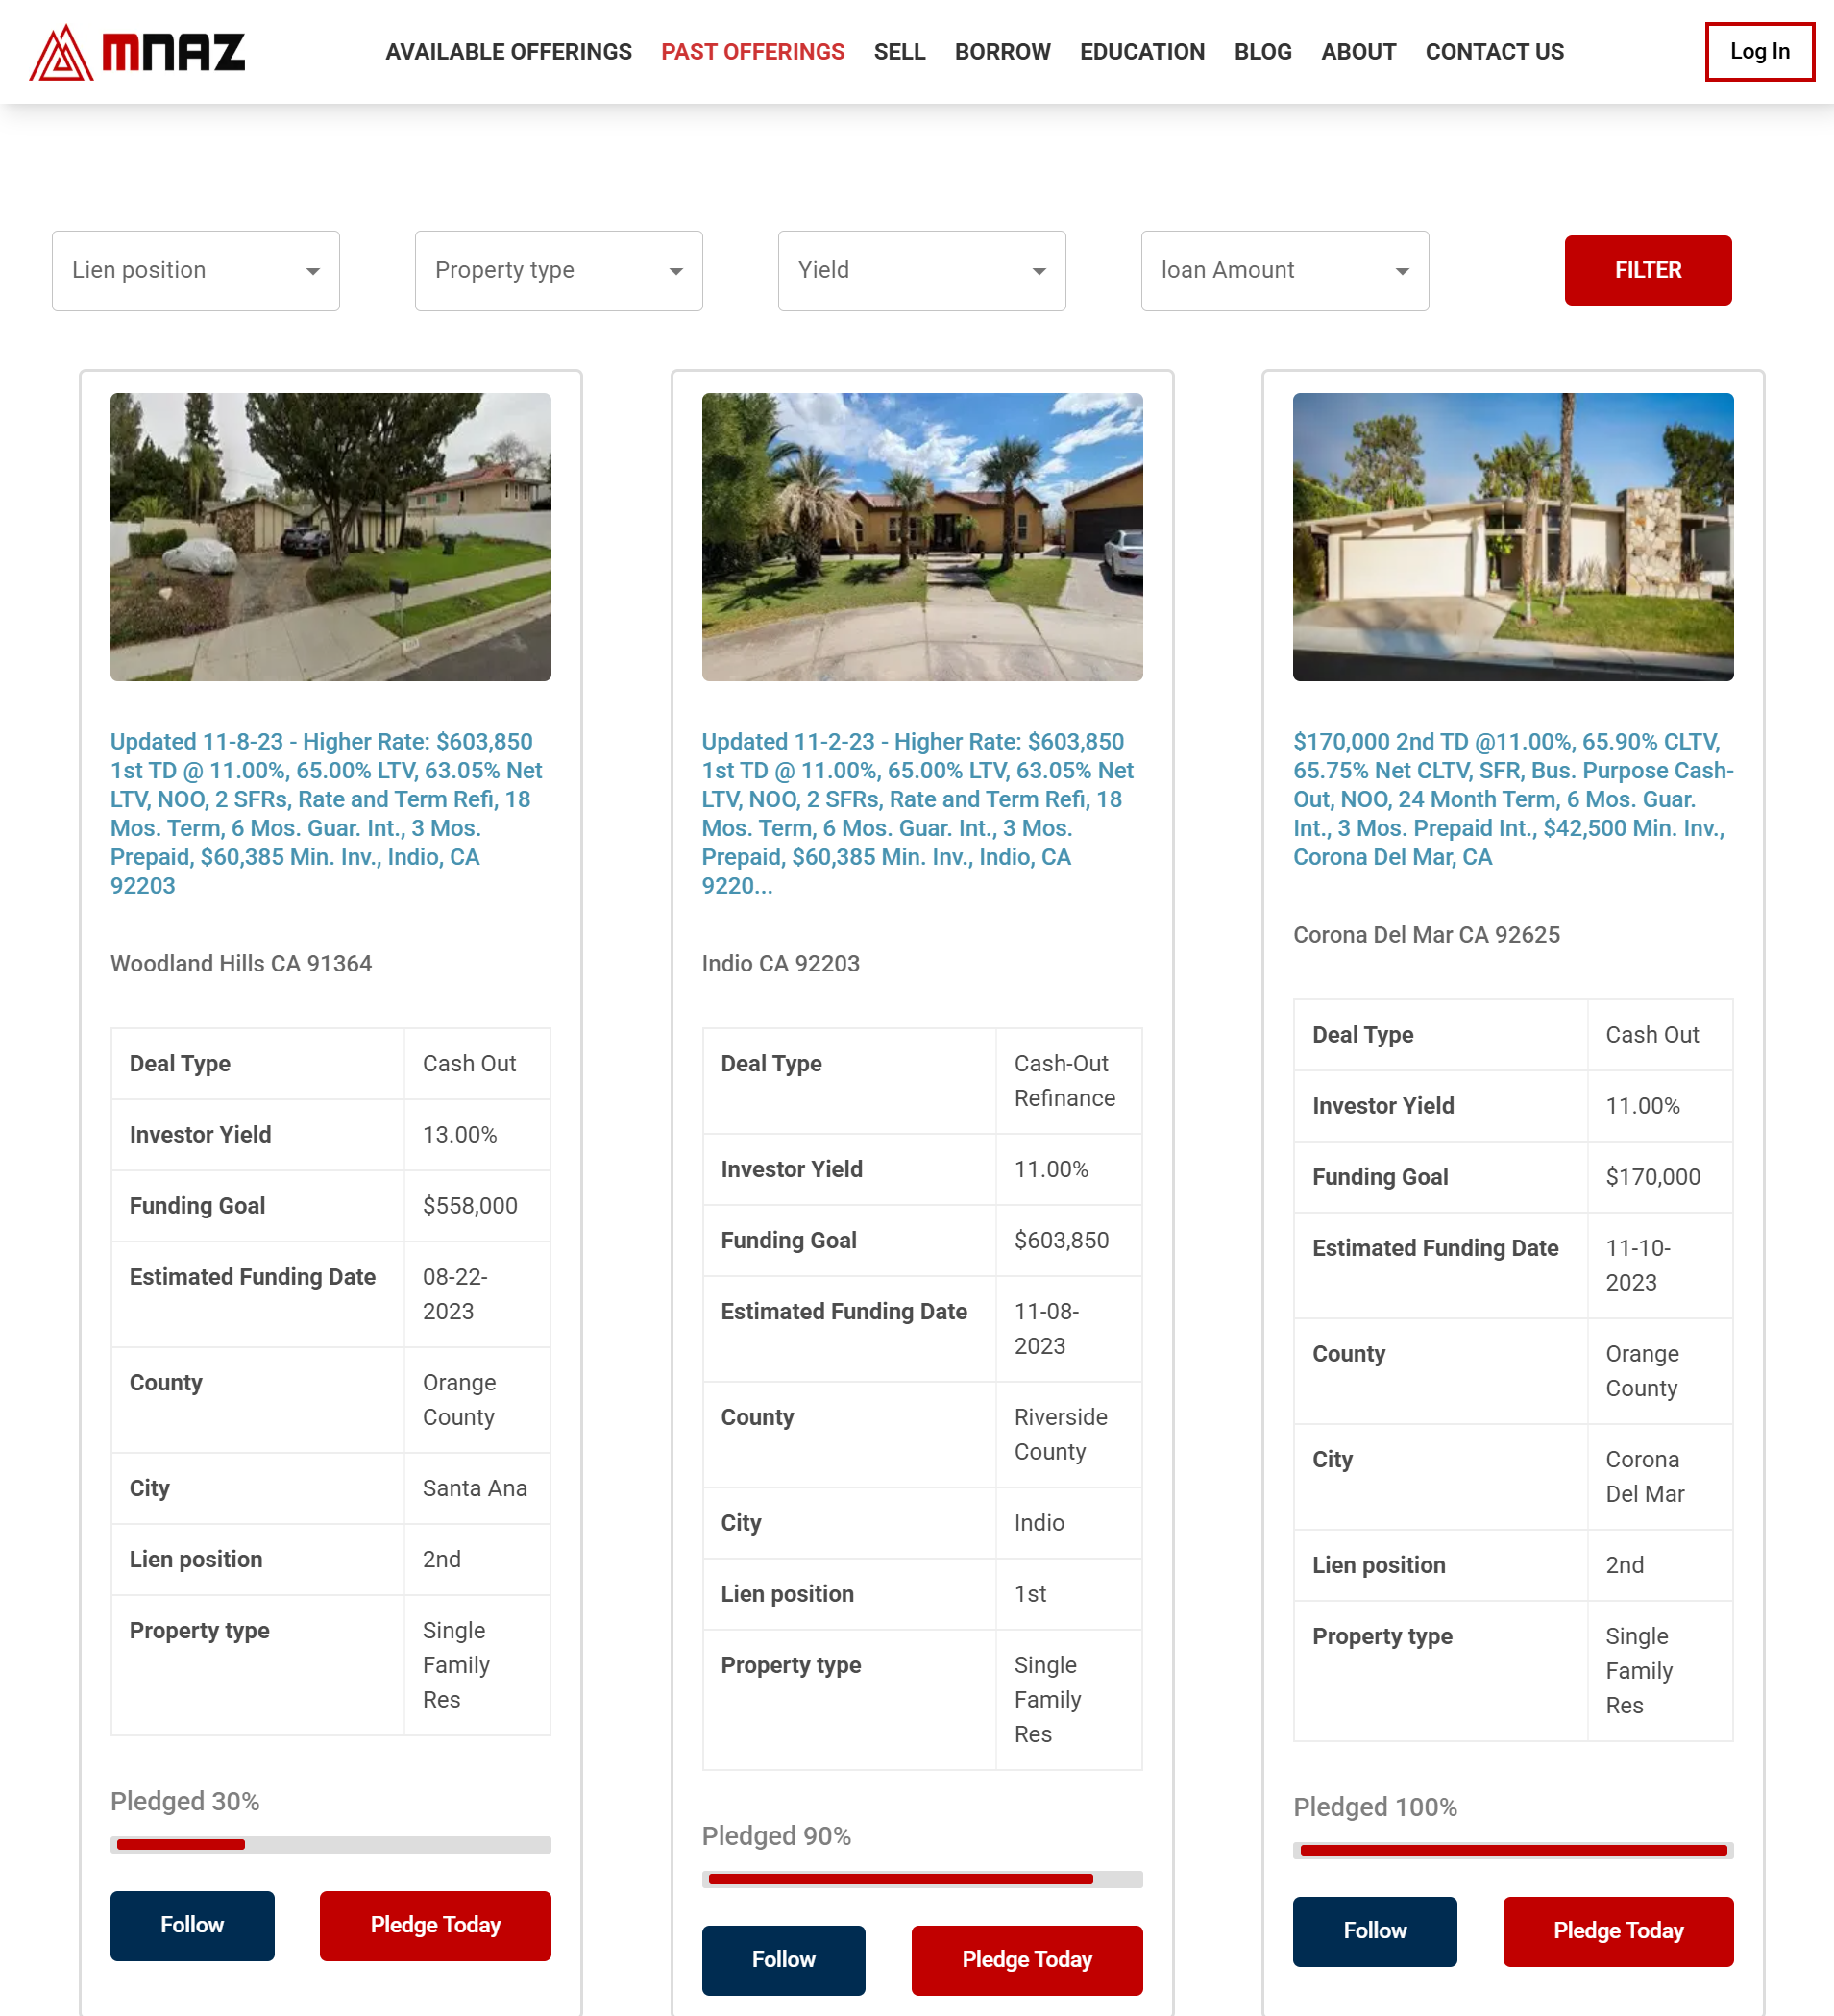 MNAZ
AVAILABLE OFFERINGS PAST OFFERINGS SELL BORROW EDUCATION BLOG ABOUT CONTACT US
Log In
Lien position
Property type
Yield
loan Amount
FILTER
Updated 11-8-23 - Higher Rate: $603,850
1st TD @ 11.00%, 65.00% LTV, 63.05% Net
LTV, NOO, 2 SFRs, Rate and Term Refi, 18
Mos. Term, 6 Mos. Guar. Int., 3 Mos.
Prepaid, $60,385 Min. Inv., Indio, CA
92203
Woodland Hills CA 91364
Deal Type Cash Out
Investor Yield 13.00%
Funding Goal $558,000
Estimated Funding Date 08-22-
2023
County Orange
County
City Santa Ana
Lien position 2nd
Property type Single
Family
Res
Pledged 30%
Follow
Pledge Today
Updated 11-2-23 - Higher Rate: $603,850
1st TD @ 11.00%, 65.00% LTV, 63.05% Net
LTV, NOO, 2 SFRs, Rate and Term Refi, 18
Mos. Term, 6 Mos. Guar. Int., 3 Mos.
Prepaid, $60,385 Min. Inv., Indio, CA
9220...
Indio CA 92203
Deal Type Cash-Out
Refinance
Investor Yield 11.00%
Funding Goal $603,850
Estimated Funding Date 11-08-
2023
County Riverside
County
City Indio
Lien position 1st
Property type Single
Family
Res
Pledged 90%
Follow
Pledge Today
$170,000 2nd TD @11.00%, 65.90% CLTV,
65.75% Net CLTV, SFR, Bus. Purpose Cash-
Out, NOO, 24 Month Term, 6 Mos. Guar.
Int., 3 Mos. Prepaid Int., $42,500 Min. Inv.,
Corona Del Mar, CA
Corona Del Mar CA 92625
Deal Type Cash Out
Investor Yield 11.00%
Funding Goal $170,000
Estimated Funding Date 11-10-
2023
County Orange
County
City Corona
Del Mar
Lien position 2nd
Property type Single
Family
Res
Pledged 100%
Follow
Pledge Today